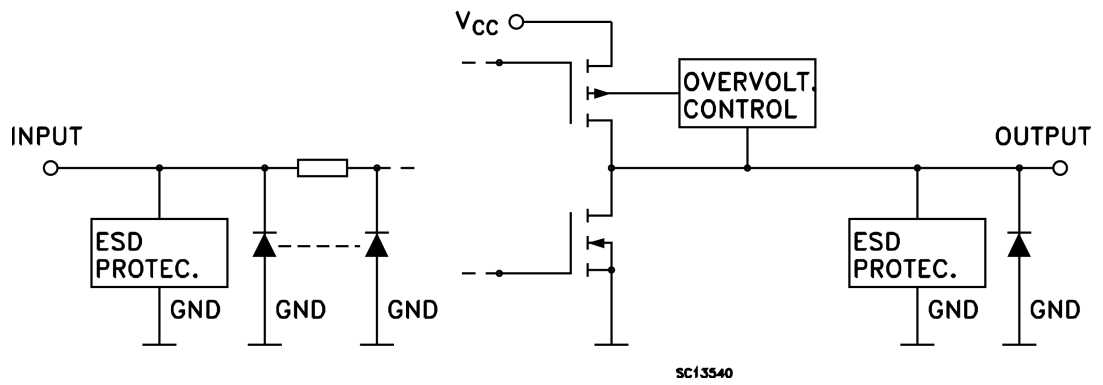 VCC
OVERVOLT.
CONTROL
INPUT
OUTPUT
ESD
PROTEC.
GND
GND
GND
ESD
PROTEC.
GND
GND
SC13540